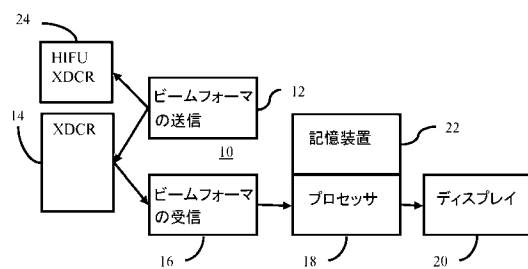 24
HIFU
XDCR
14
XDCR
ビームフォーマ
の送信
12
10
記憶装置
22
ビームフォーマ
の受信
プロセッサ
ディスプレイ
16
18
20